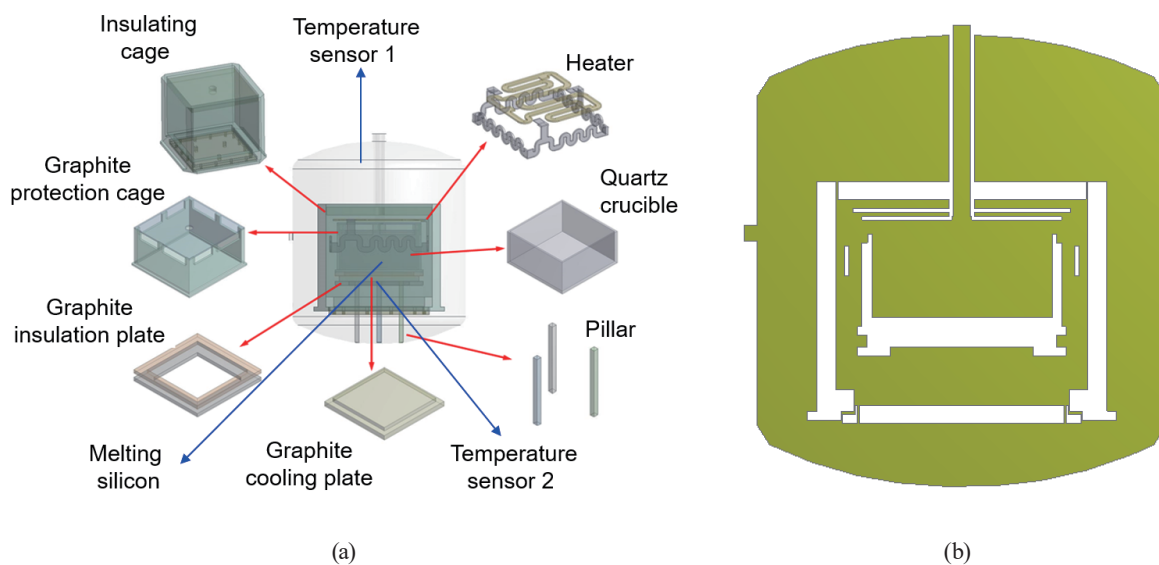 Insulating
cage
Temperature
sensor 1
Heater
Graphite
protection cage
Quartz
crucible
Graphite
insulation plate
Pillar
Melting
silicon
Graphite
cooling plate
Temperature
sensor 2
(a)
(b)